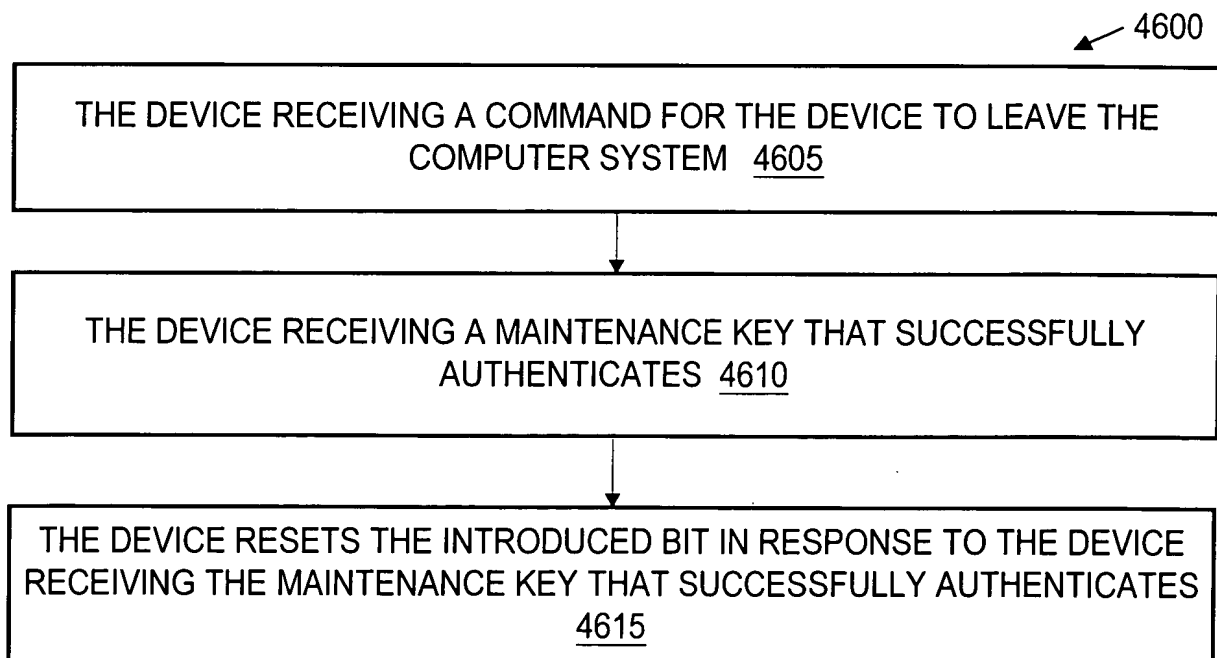 4600
THE DEVICE RECEIVING A COMMAND FOR THE DEVICE TO LEAVE THE
COMPUTER SYSTEM 4605
THE DEVICE RECEIVING A MAINTENANCE KEY THAT SUCCESSFULLY
AUTHENTICATES 4610
THE DEVICE RESETS THE INTRODUCED BIT IN RESPONSE TO THE DEVICE
RECEIVING THE MAINTENANCE KEY THAT SUCCESSFULLY AUTHENTICATES
4615